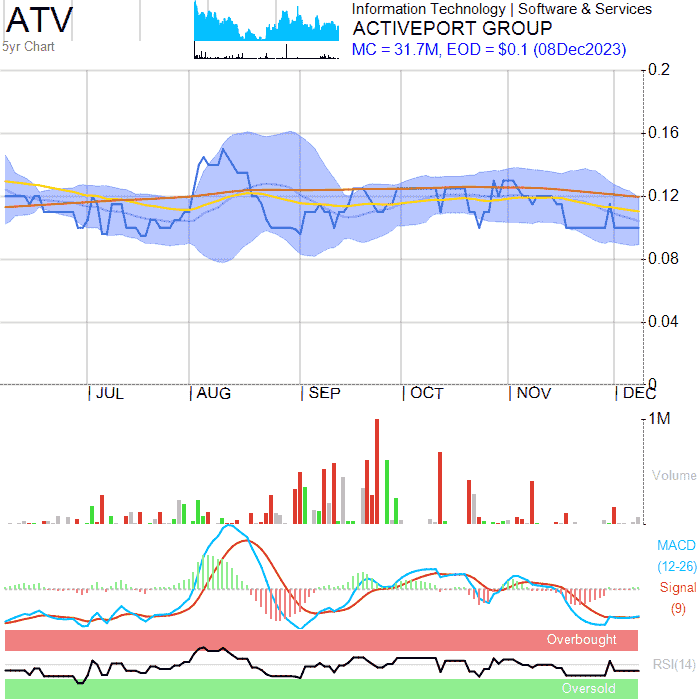 ATV
5yr Chart
Information Technology | Software & Services
ACTIVEPORT GROUP
MC = 31.7M, EOD = $0.1 (08Dec2023)
0.2
0.16
0.12
0.08
0.04
0
JUL AUG SEP OCT NOV DEC
1M
Volume
MACD
(12-26)
Signal
(9)
Overbought
RSI(14)
Oversold